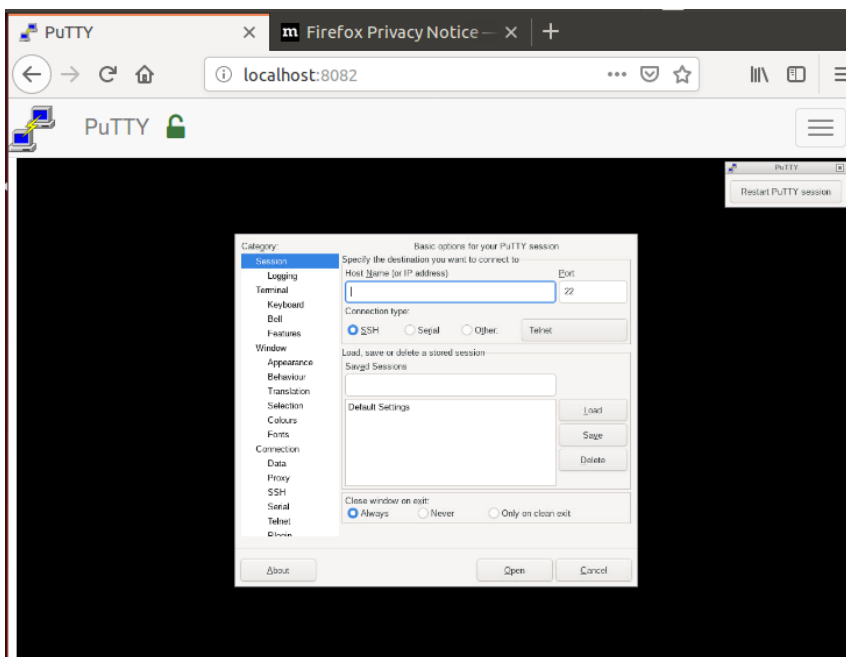 PuTTY
Firefox Privacy Notice —
localhost:8082
PuTTY
PuTTY
Restart PuTTY session
Category:
Basic options for your PuTTY session
Session
Logging
Terminal
Keyboard
Bell
Features
Window
Appearance
Behaviour
Translation
Selection
Colours
Fonts
Connection
Data
Proxy
SSH
Serial
Telnet
Rlogin
Specify the destination you want to connect to
Host Name (or IP address) Port
22
Connection type:
SSH Serial Other: Telnet
Load, save or delete a stored session
Saved Sessions
Default Settings
Load
Save
Delete
Close window on exit:
Always Never Only on clean exit
About Open Cancel